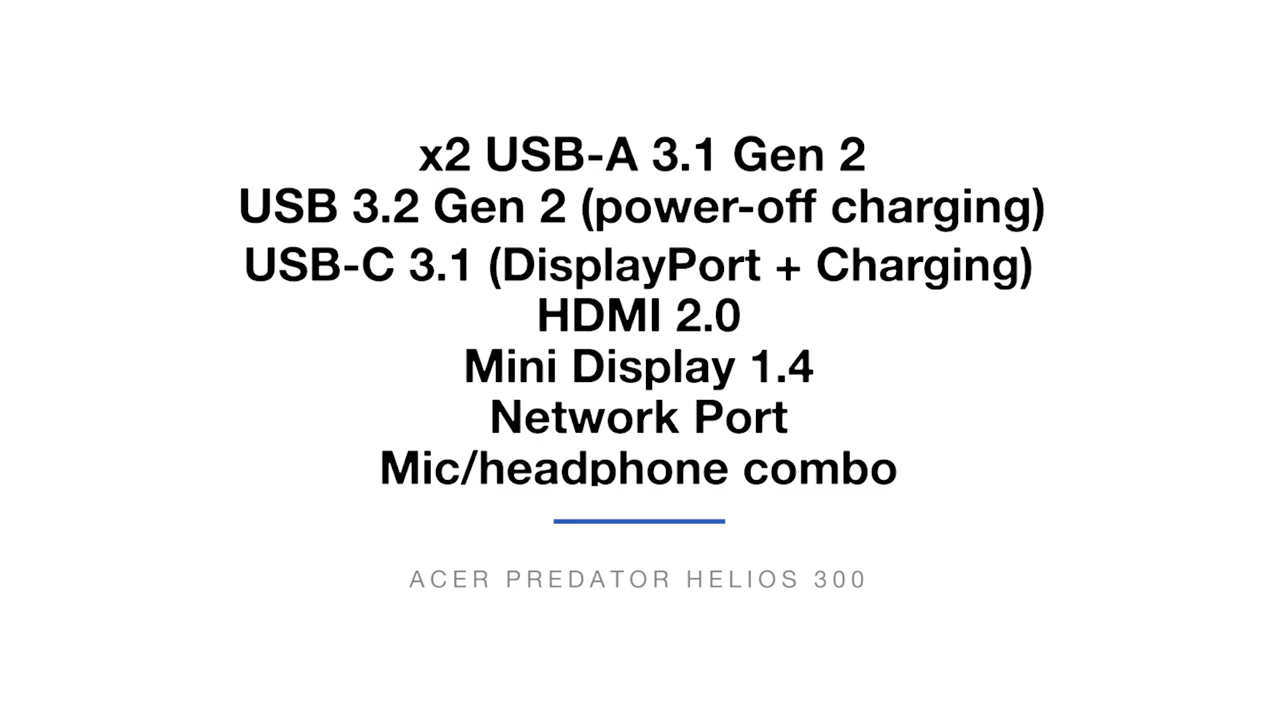 x2 USB-A 3.1 Gen 2
USB 3.2 Gen 2 (power-off charging)
USB-C 3.1 (DisplayPort + Charging)
HDMI 2.0
Mini Display 1.4
Network Port
Mic/headphone combo
ACER PREDATOR HELIOS 300